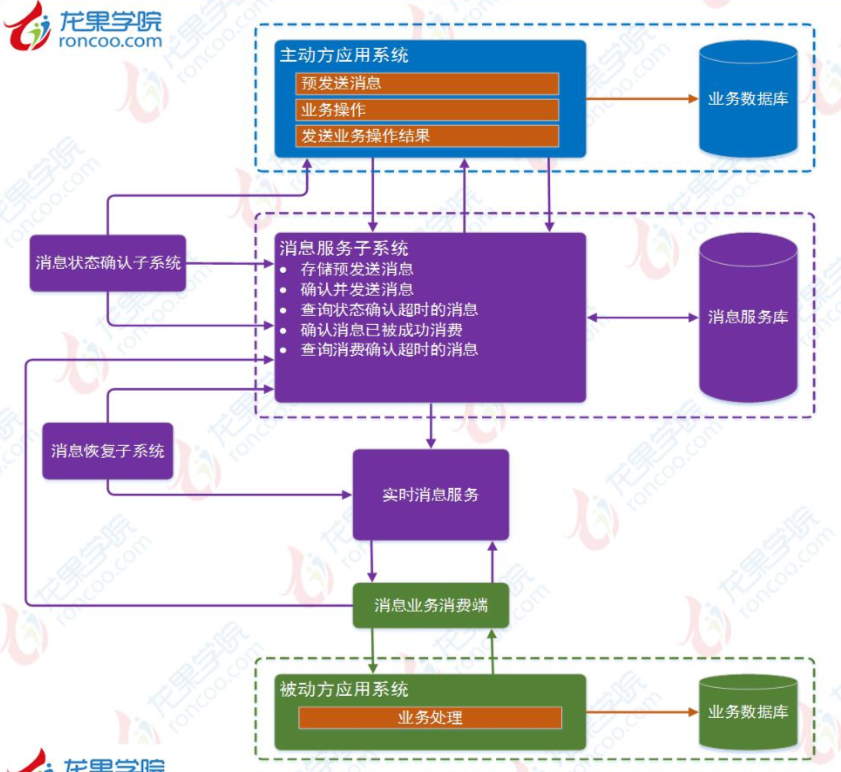 龙果学院
roncoo.com
主动方应用系统
预发送消息
业务操作
发送业务操作结果
业务数据库
消息状态确认子系统
消息服务子系统
• 存储预发送消息
• 确认并发送消息
• 查询状态确认超时的消息
• 确认消息已被成功消费
• 查询消费确认超时的消息
消息服务库
消息恢复子系统
实时消息服务
消息业务消费端
被动方应用系统
业务处理
业务数据库
龙果学院